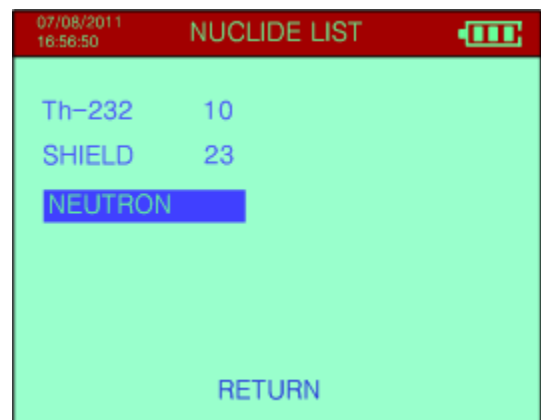 07/08/2011
16:56:50
NUCLIDE LIST
Th-232 10
SHIELD 23
NEUTRON
RETURN